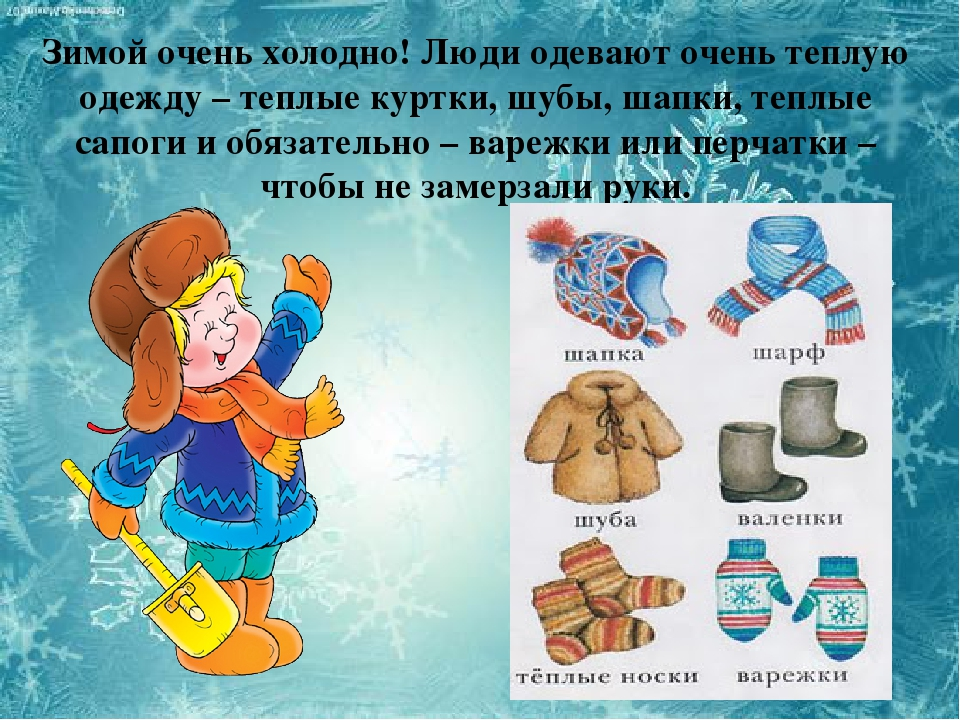 Зимой очень холодно! Люди одевают очень теплую
одежду – теплые куртки, шубы, шапки, теплые
сапоги и обязательно – варежки или перчатки –
чтобы не замерзали руки.
шапка
шарф
шуба
валенки
тёплые носки
варежки